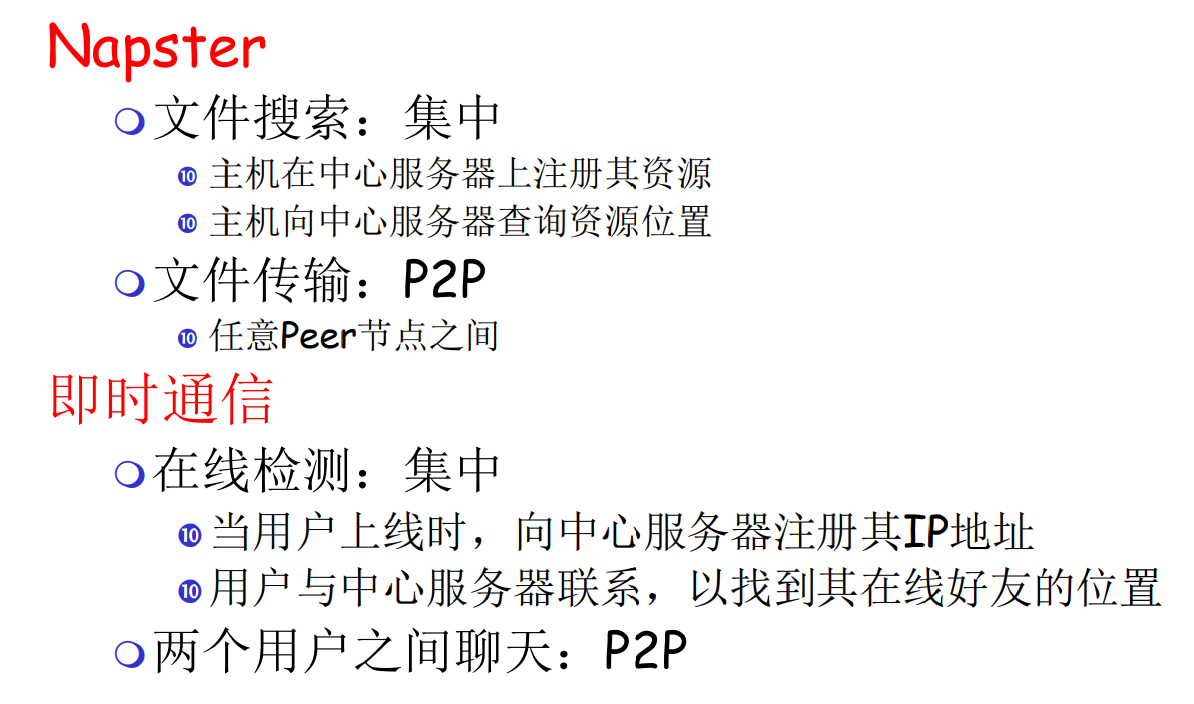 Napster
文件搜索：集中
主机在中心服务器上注册其资源
主机向中心服务器查询资源位置
文件传输：P2P
任意Peer节点之间
即时通信
在线检测：集中
当用户上线时，向中心服务器注册其IP地址
用户与中心服务器联系，以找到其在线好友的位置
两个用户之间聊天：P2P